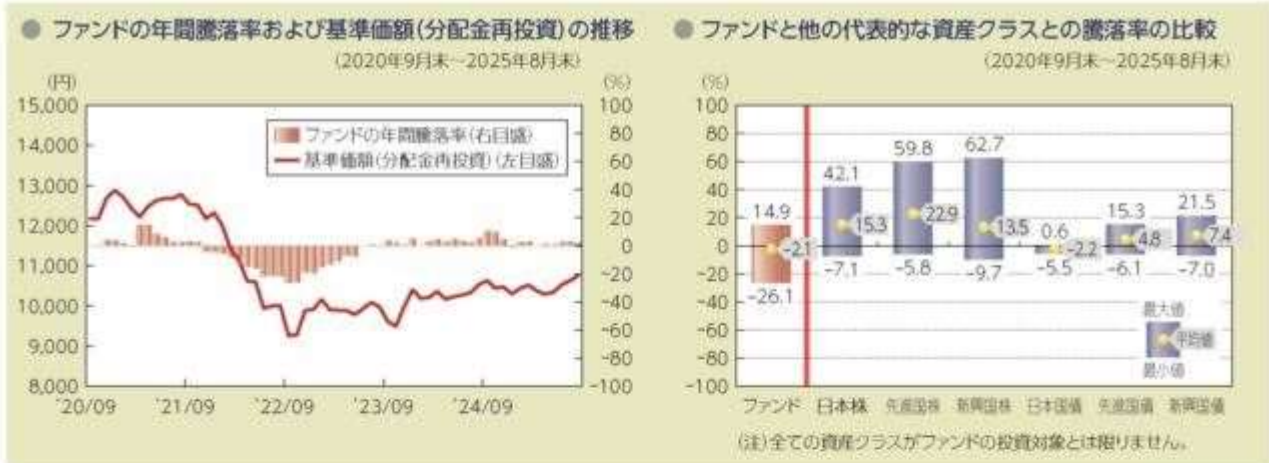 ● ファンドの年間騰落率および基準価額(分配金再投資)の推移
(2020年9月末~2025年8月末)
(円)
(%)
15,000
14,000
13,000
12,000
11,000
10,000
9,000
8,000
100
80
60
40
20
0
-20
-40
-60
-80
-100
ファンドの年間騰落率(右目盛)
基準価額(分配金再投資)(左目盛)
'20/09 '21/09 '22/09 '23/09 '24/09
● ファンドと他の代表的な資産クラスとの騰落率の比較
(2020年9月末~2025年8月末)
(%)
100
80
60
40
20
0
-20
-40
-60
-80
-100
14.9 42.1 59.8 62.7 0.6 15.3 21.5
-2.1 15.3 22.9 13.5 -2.2 4.8 7.4
-26.1 -7.1 -5.8 -9.7 -5.5 -6.1 -7.0
最大値
平均値
最小値
ファンド 日本株 先進国株 新興国株 日本国債 先進国債 新興国債
(注)全ての資産クラスがファンドの投資対象とは限りません。